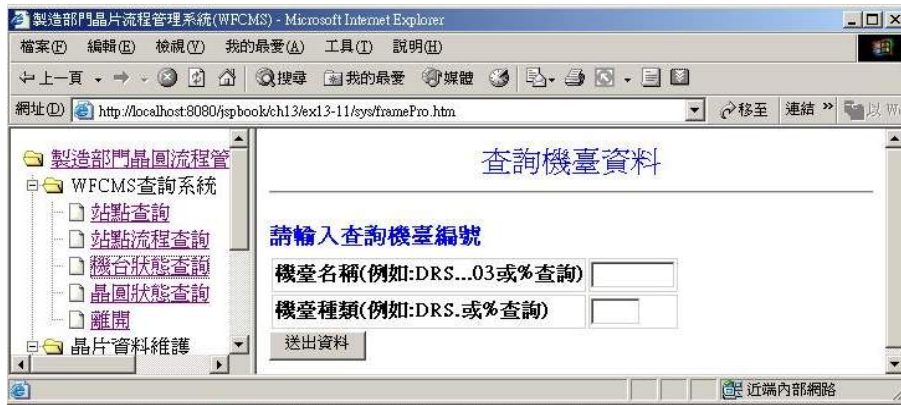 製造部門晶片流程管理系統(WFCMS) - Microsoft Internet Explorer
檔案(F) 編輯(E) 檢視(V) 我的最愛(A) 工具(T) 說明(H)
上一頁 搜尋 我的最愛 媒體
網址(D) http://localhost:8080/jspbook/ch13/ex13-11/sys/framePro.htm 移至 連結 »
製造部門晶圓流程管
WFCMS查詢系統
站點查詢
站點流程查詢
機台狀態查詢
晶圓狀態查詢
離開
晶片資料維護
查詢機臺資料
請輸入查詢機臺編號
機臺名稱(例如:DRS...03或%查詢)
機臺種類(例如:DRS.或%查詢)
送出資料
近端內部網路